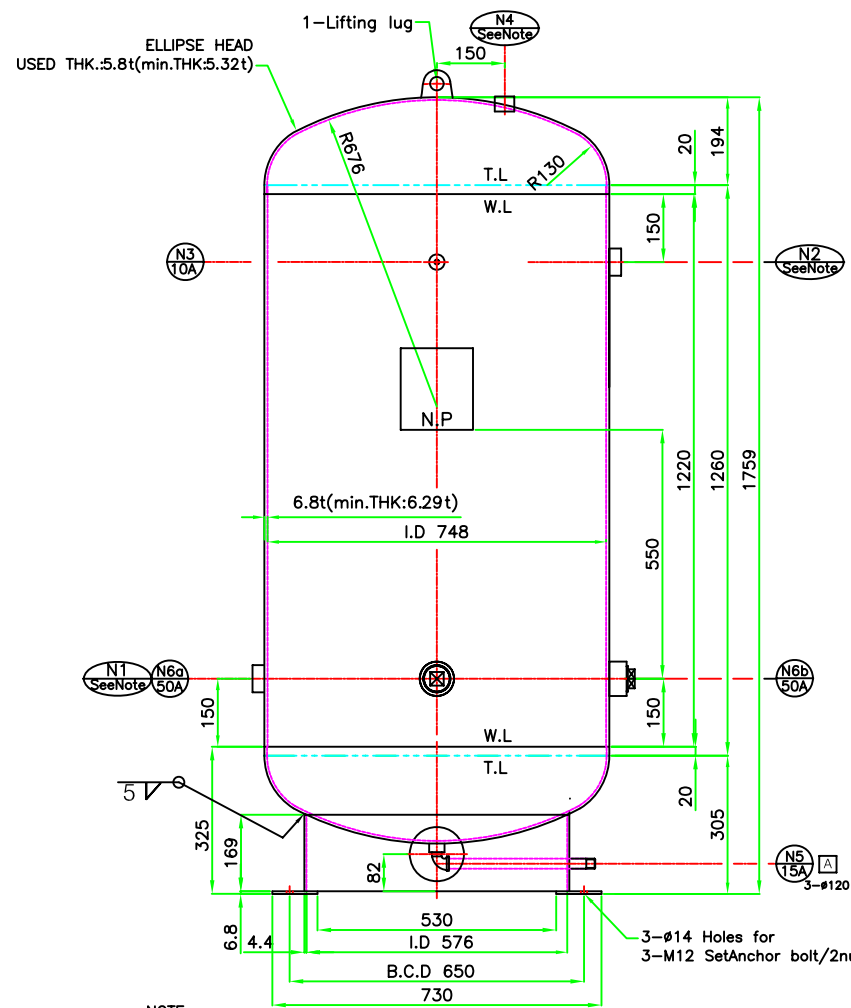 1-Lifting lug
N4
SeeNote
ELLIPSE HEAD
USED THK.:5.8t(min.THK:5.32t)
150
R676
R130
20
194
T.L
W.L
150
N3
10A
N2
SeeNote
N.P
6.8t(min.THK:6.29t)
I.D 748
1220
1260
1759
550
N1
SeeNote
N6a
50A
N6b
50A
150
150
W.L
T.L
20
5
325
169
82
305
N5
15A
A
3-ø120
6.8
4.4
530
I.D 576
B.C.D 650
730
3-ø14 Holes for
3-M12 SetAnchor bolt/2nu
NOTE